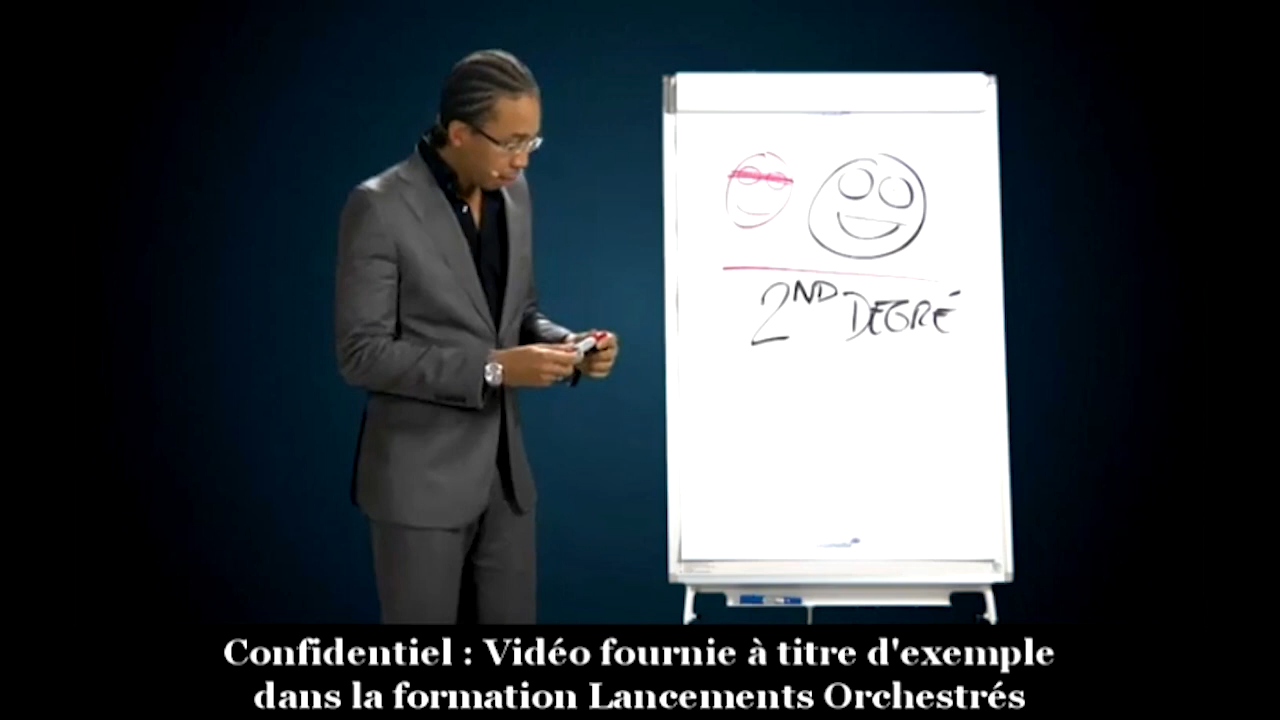 2ND DEGRÉ
Confidentiel : Vidéo fournie à titre d'exemple
dans la formation Lancements Orchestrés